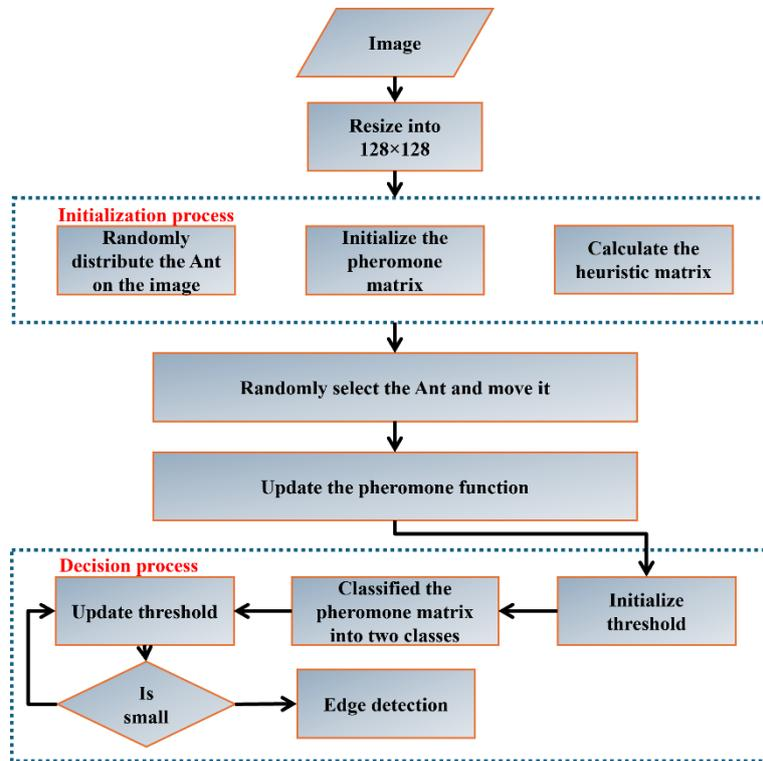 Image
Resize into
128×128
Initialization process
Randomly
distribute the Ant
on the image
Initialize the
pheromone
matrix
Calculate the
heuristic matrix
Randomly select the Ant and move it
Update the pheromone function
Decision process
Update threshold
Classified the
pheromone matrix
into two classes
Initialize
threshold
Is
small
Edge detection